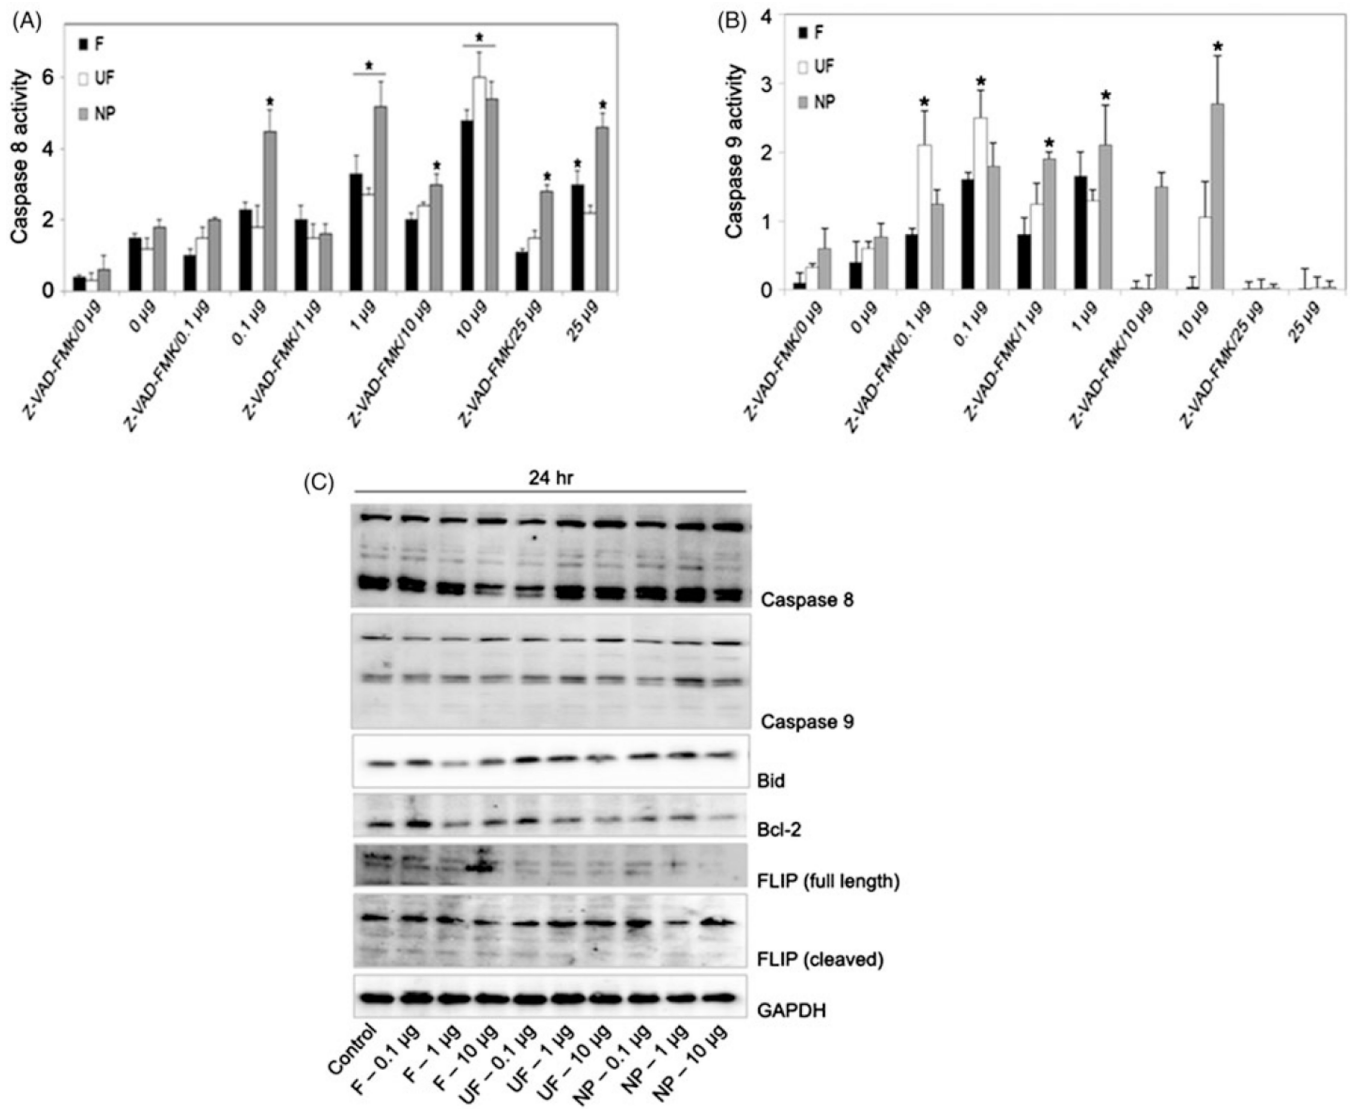 (A)
Caspase 8 activity
6
4
2
0
F
UF
NP
*
*
*
*
*
*
*
Z-VAD-FMK/0 µg
0 µg
Z-VAD-FMK/0.1 µg
0.1 µg
Z-VAD-FMK/1 µg
1 µg
Z-VAD-FMK/10 µg
10 µg
Z-VAD-FMK/25 µg
25 µg
(B)
Caspase 9 activity
4
3
2
1
0
F
UF
NP
*
*
*
*
*
Z-VAD-FMK/0 µg
0 µg
Z-VAD-FMK/0.1 µg
0.1 µg
Z-VAD-FMK/1 µg
1 µg
Z-VAD-FMK/10 µg
10 µg
Z-VAD-FMK/25 µg
25 µg
(C)
24 hr
Caspase 8
Caspase 9
Bid
Bcl-2
FLIP (full length)
FLIP (cleaved)
GAPDH
Control
F – 0.1 µg
F – 1 µg
F – 10 µg
UF – 0.1 µg
UF – 1 µg
UF – 10 µg
NP – 0.1 µg
NP – 1 µg
NP – 10 µg